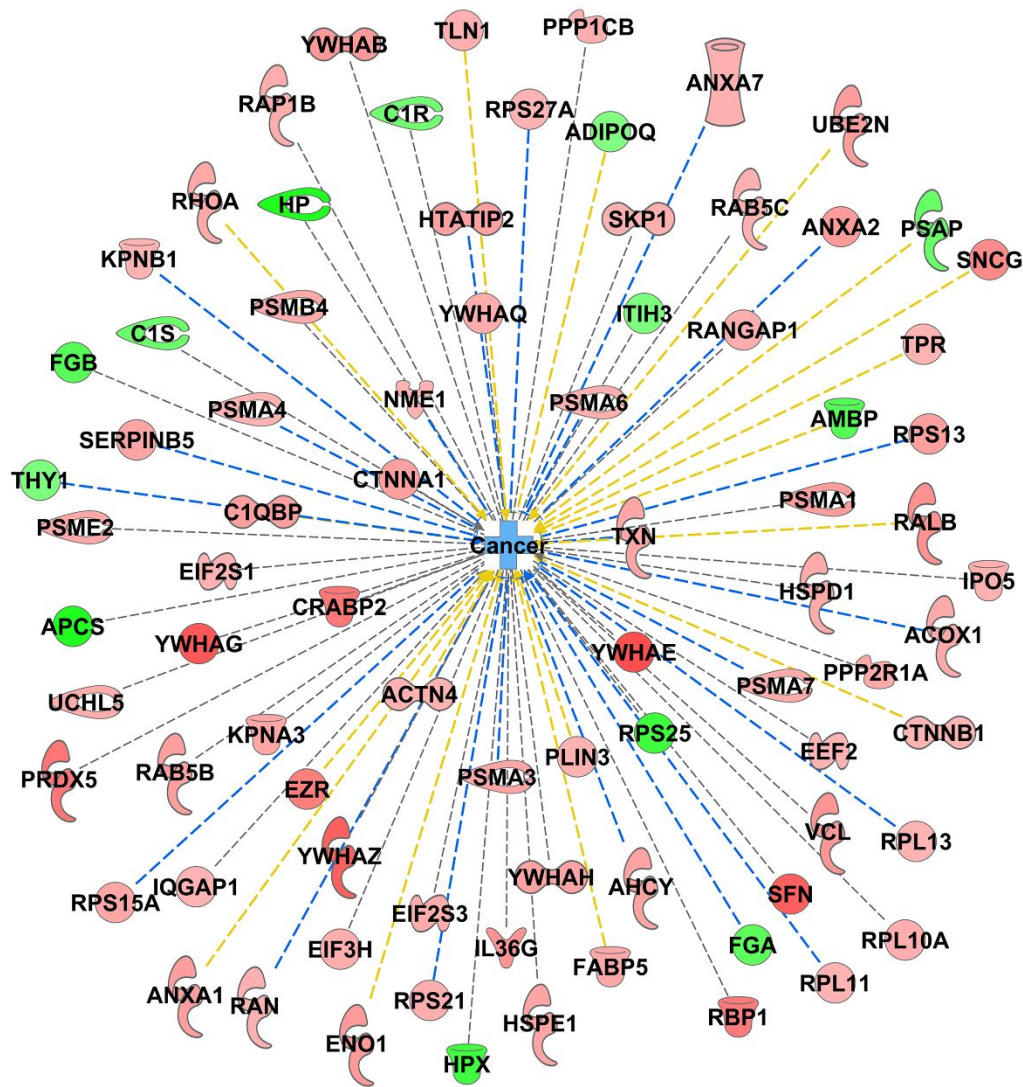 YWHAB
TLN1
PPP1CB
ANXA7
RAP1B
C1R
RPS27A
ADIPOQ
UBE2N
RHOA
HP
HTATIP2
SKP1
RAB5C
ANXA2
PSAP
SNCG
KPNB1
PSMB4
YWHAQ
ITIH3
RANGAP1
C1S
TPR
FGB
PSMA4
NME1
PSMA6
AMBP
SERPINB5
RPS13
THY1
CTNNA1
PSMA1
C1QBP
PSME2
RALB
Cancer
TXN
EIF2S1
HSPD1
IPO5
CRABP2
APCS
YWHAG
YWHAE
ACOX1
PPP2R1A
UCHL5
ACTN4
PSMA7
KPNA3
RPS25
CTNNB1
PRDX5
RAB5B
PLIN3
EEF2
EZR
PSMA3
VCL
RPL13
YWHAZ
RPS15A
IQGAP1
YWHAH
AHCY
SFN
EIF2S3
EIF3H
IL36G
FABP5
FGA
RPL10A
RPL11
ANXA1
RAN
RPS21
HSPE1
RBP1
ENO1
HPX